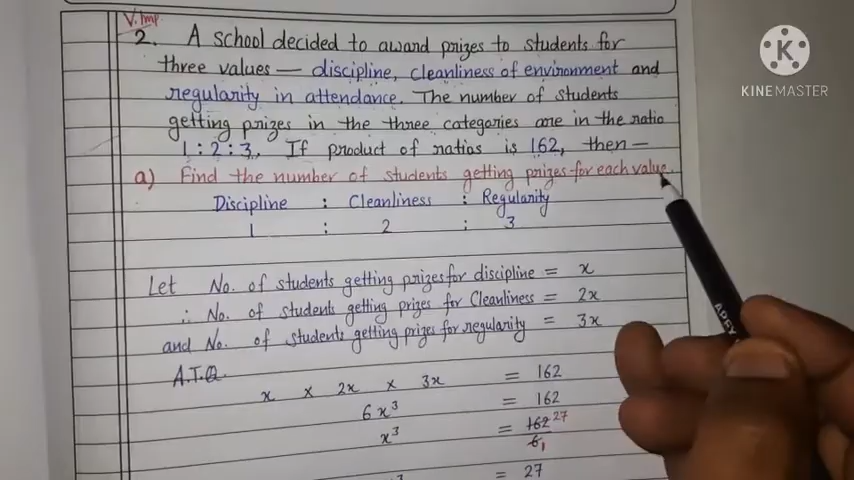 V. Imp
2. A school decided to award prizes to students for
three values — discipline, cleanliness of environment and
regularity in attendance. The number of students
getting prizes in the three categories are in the ratio
1 : 2 : 3. If product of ratios is 162, then —
a) Find the number of students getting prizes for each value.
Discipline : Cleanliness : Regularity
1 : 2 : 3
Let No. of students getting prizes for discipline = x
∴ No. of students getting prizes for Cleanliness = 2x
and No. of students getting prizes for regularity = 3x
A.T.Q.
x × 2x × 3x = 162
6x³ = 162
x³ = 162 27
6 1
= 27
K
KINEMASTER